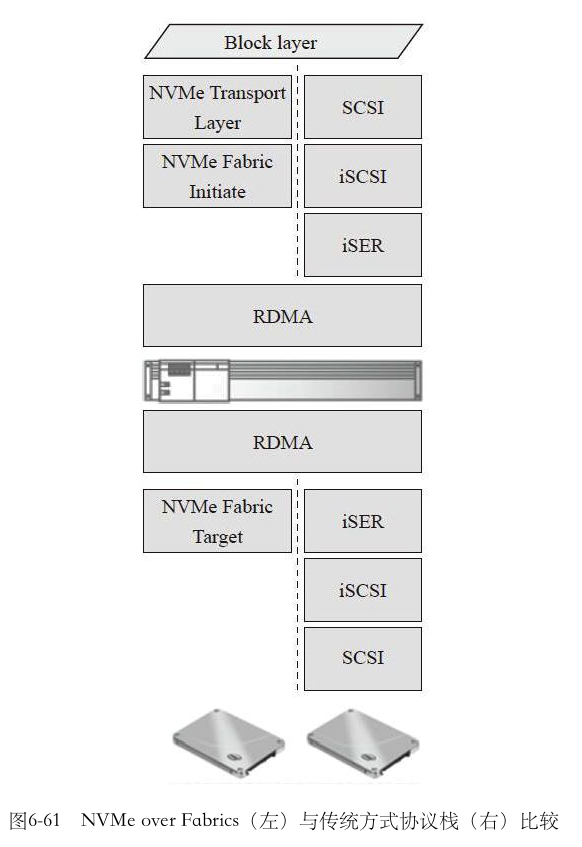 Block layer
NVMe Transport
Layer
SCSI
NVMe Fabric
Initiate
iSCSI
iSER
RDMA
RDMA
NVMe Fabric
Target
iSER
iSCSI
SCSI
图6-61 NVMe over Fabrics（左）与传统方式协议栈（右）比较